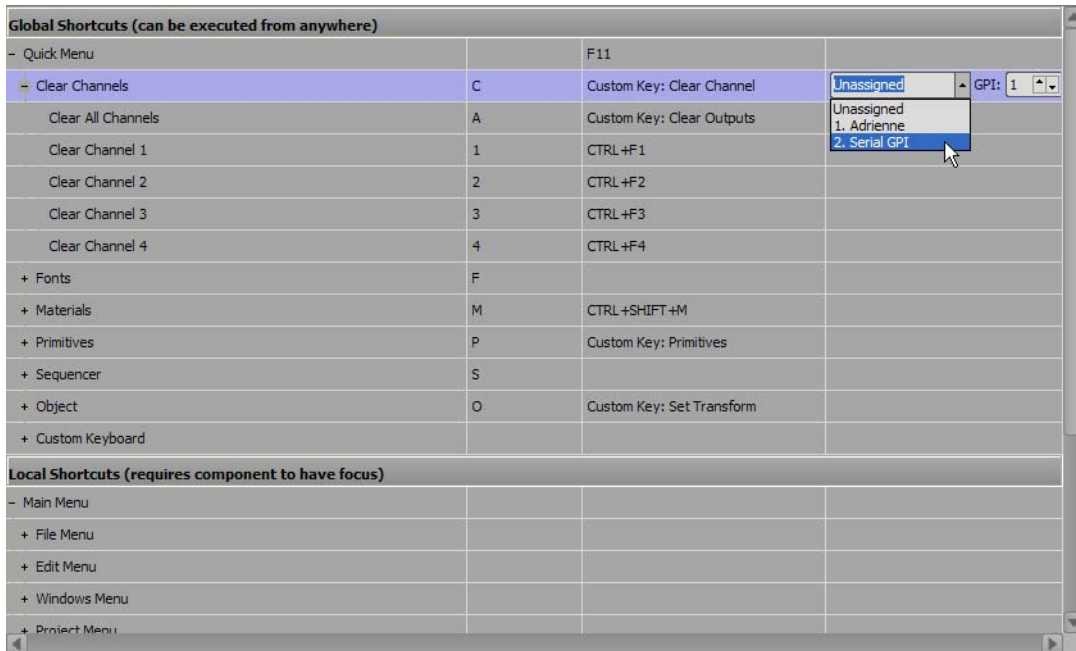 Global Shortcuts (can be executed from anywhere)
- Quick Menu F11
- Clear Channels C Custom Key: Clear Channel Unassigned GPI: 1
Clear All Channels A Custom Key: Clear Outputs Unassigned
1. Adrienne
Clear Channel 1 1 CTRL+F1 2. Serial GPI
Clear Channel 2 2 CTRL+F2
Clear Channel 3 3 CTRL+F3
Clear Channel 4 4 CTRL+F4
+ Fonts F
+ Materials M CTRL+SHIFT+M
+ Primitives P Custom Key: Primitives
+ Sequencer S
+ Object O Custom Key: Set Transform
+ Custom Keyboard
Local Shortcuts (requires component to have focus)
- Main Menu
+ File Menu
+ Edit Menu
+ Windows Menu
+ Project Menu